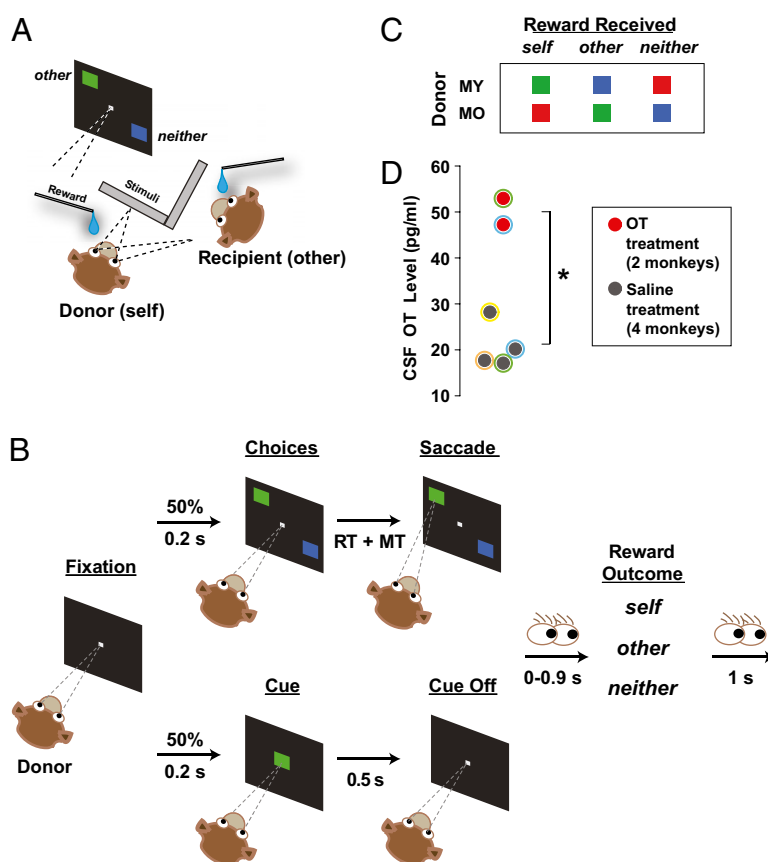 A
other
neither
Reward
Stimuli
Recipient (other)
Donor (self)
C
Reward Received
self other neither
Donor
MY
MO
D
CSF OT Level (pg/ml)
60
50
40
30
20
10
*
OT
treatment
(2 monkeys)
Saline
treatment
(4 monkeys)
B
Choices
Saccade
50%
0.2 s
RT + MT
Fixation
Donor
Reward
Outcome
self
other
neither
0-0.9 s
1 s
Cue
Cue Off
50%
0.2 s
0.5 s